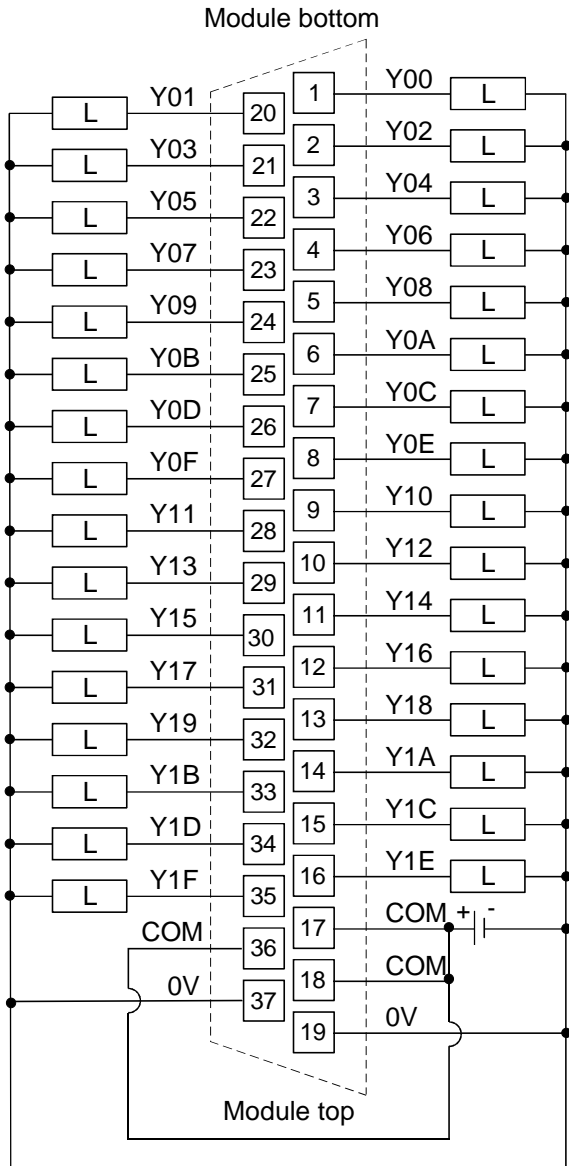 Module bottom
1 Y00 L
L Y01 20
2 Y02 L
L Y03 21
3 Y04 L
L Y05 22
4 Y06 L
L Y07 23
5 Y08 L
L Y09 24
6 Y0A L
L Y0B 25
7 Y0C L
L Y0D 26
8 Y0E L
L Y0F 27
9 Y10 L
L Y11 28
10 Y12 L
L Y13 29
11 Y14 L
L Y15 30
12 Y16 L
L Y17 31
13 Y18 L
L Y19 32
14 Y1A L
L Y1B 33
15 Y1C L
L Y1D 34
16 Y1E L
L Y1F 35
17 COM + -
COM 36
18 COM
0V 37
19 0V
Module top